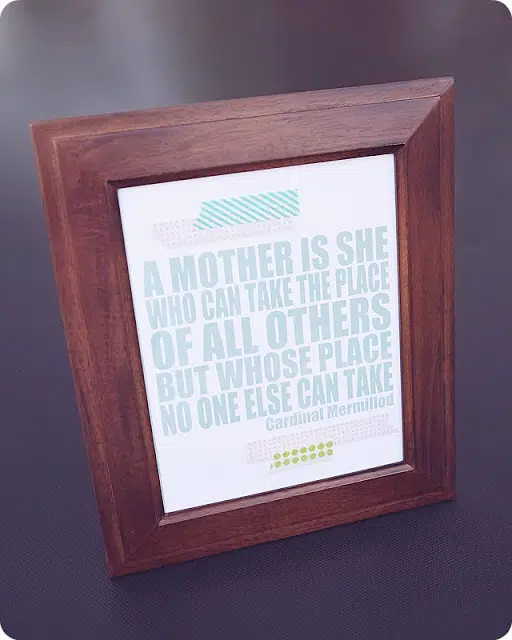 A MOTHER IS SHE
WHO CAN TAKE THE PLACE
OF ALL OTHERS
BUT WHOSE PLACE
NO ONE ELSE CAN TAKE
Cardinal Mermillod